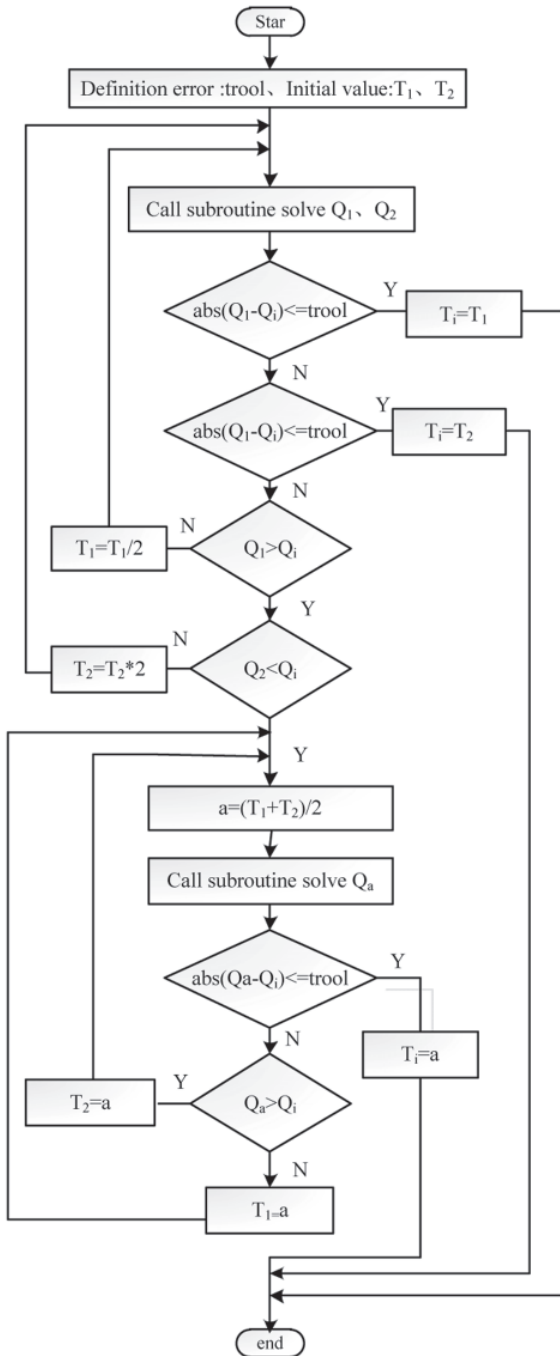 Star
Definition error :trool、Initial value:T₁、T₂
Call subroutine solve Q₁、Q₂
abs(Q₁-Qᵢ)<=trool
Y
Tᵢ=T₁
N
abs(Q₁-Qᵢ)<=trool
Y
Tᵢ=T₂
N
T₁=T₁/2
N
Q₁>Qᵢ
Y
T₂=T₂*2
N
Q₂<Qᵢ
Y
a=(T₁+T₂)/2
Call subroutine solve Qₐ
abs(Qa-Qᵢ)<=trool
Y
N
Tᵢ=a
T₂=a
Y
Qₐ>Qᵢ
N
T₁₌a
end